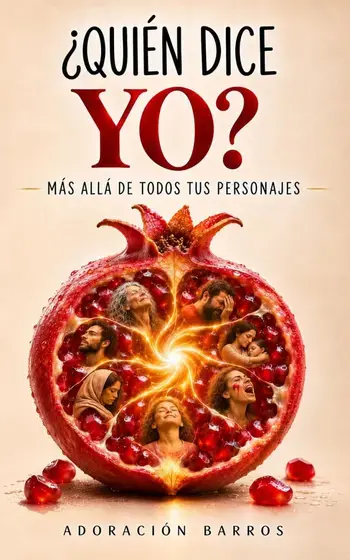 ¿QUIÉN DICE
YO?
MÁS ALLÁ DE TODOS TUS PERSONAJES
ADORACIÓN BARROS